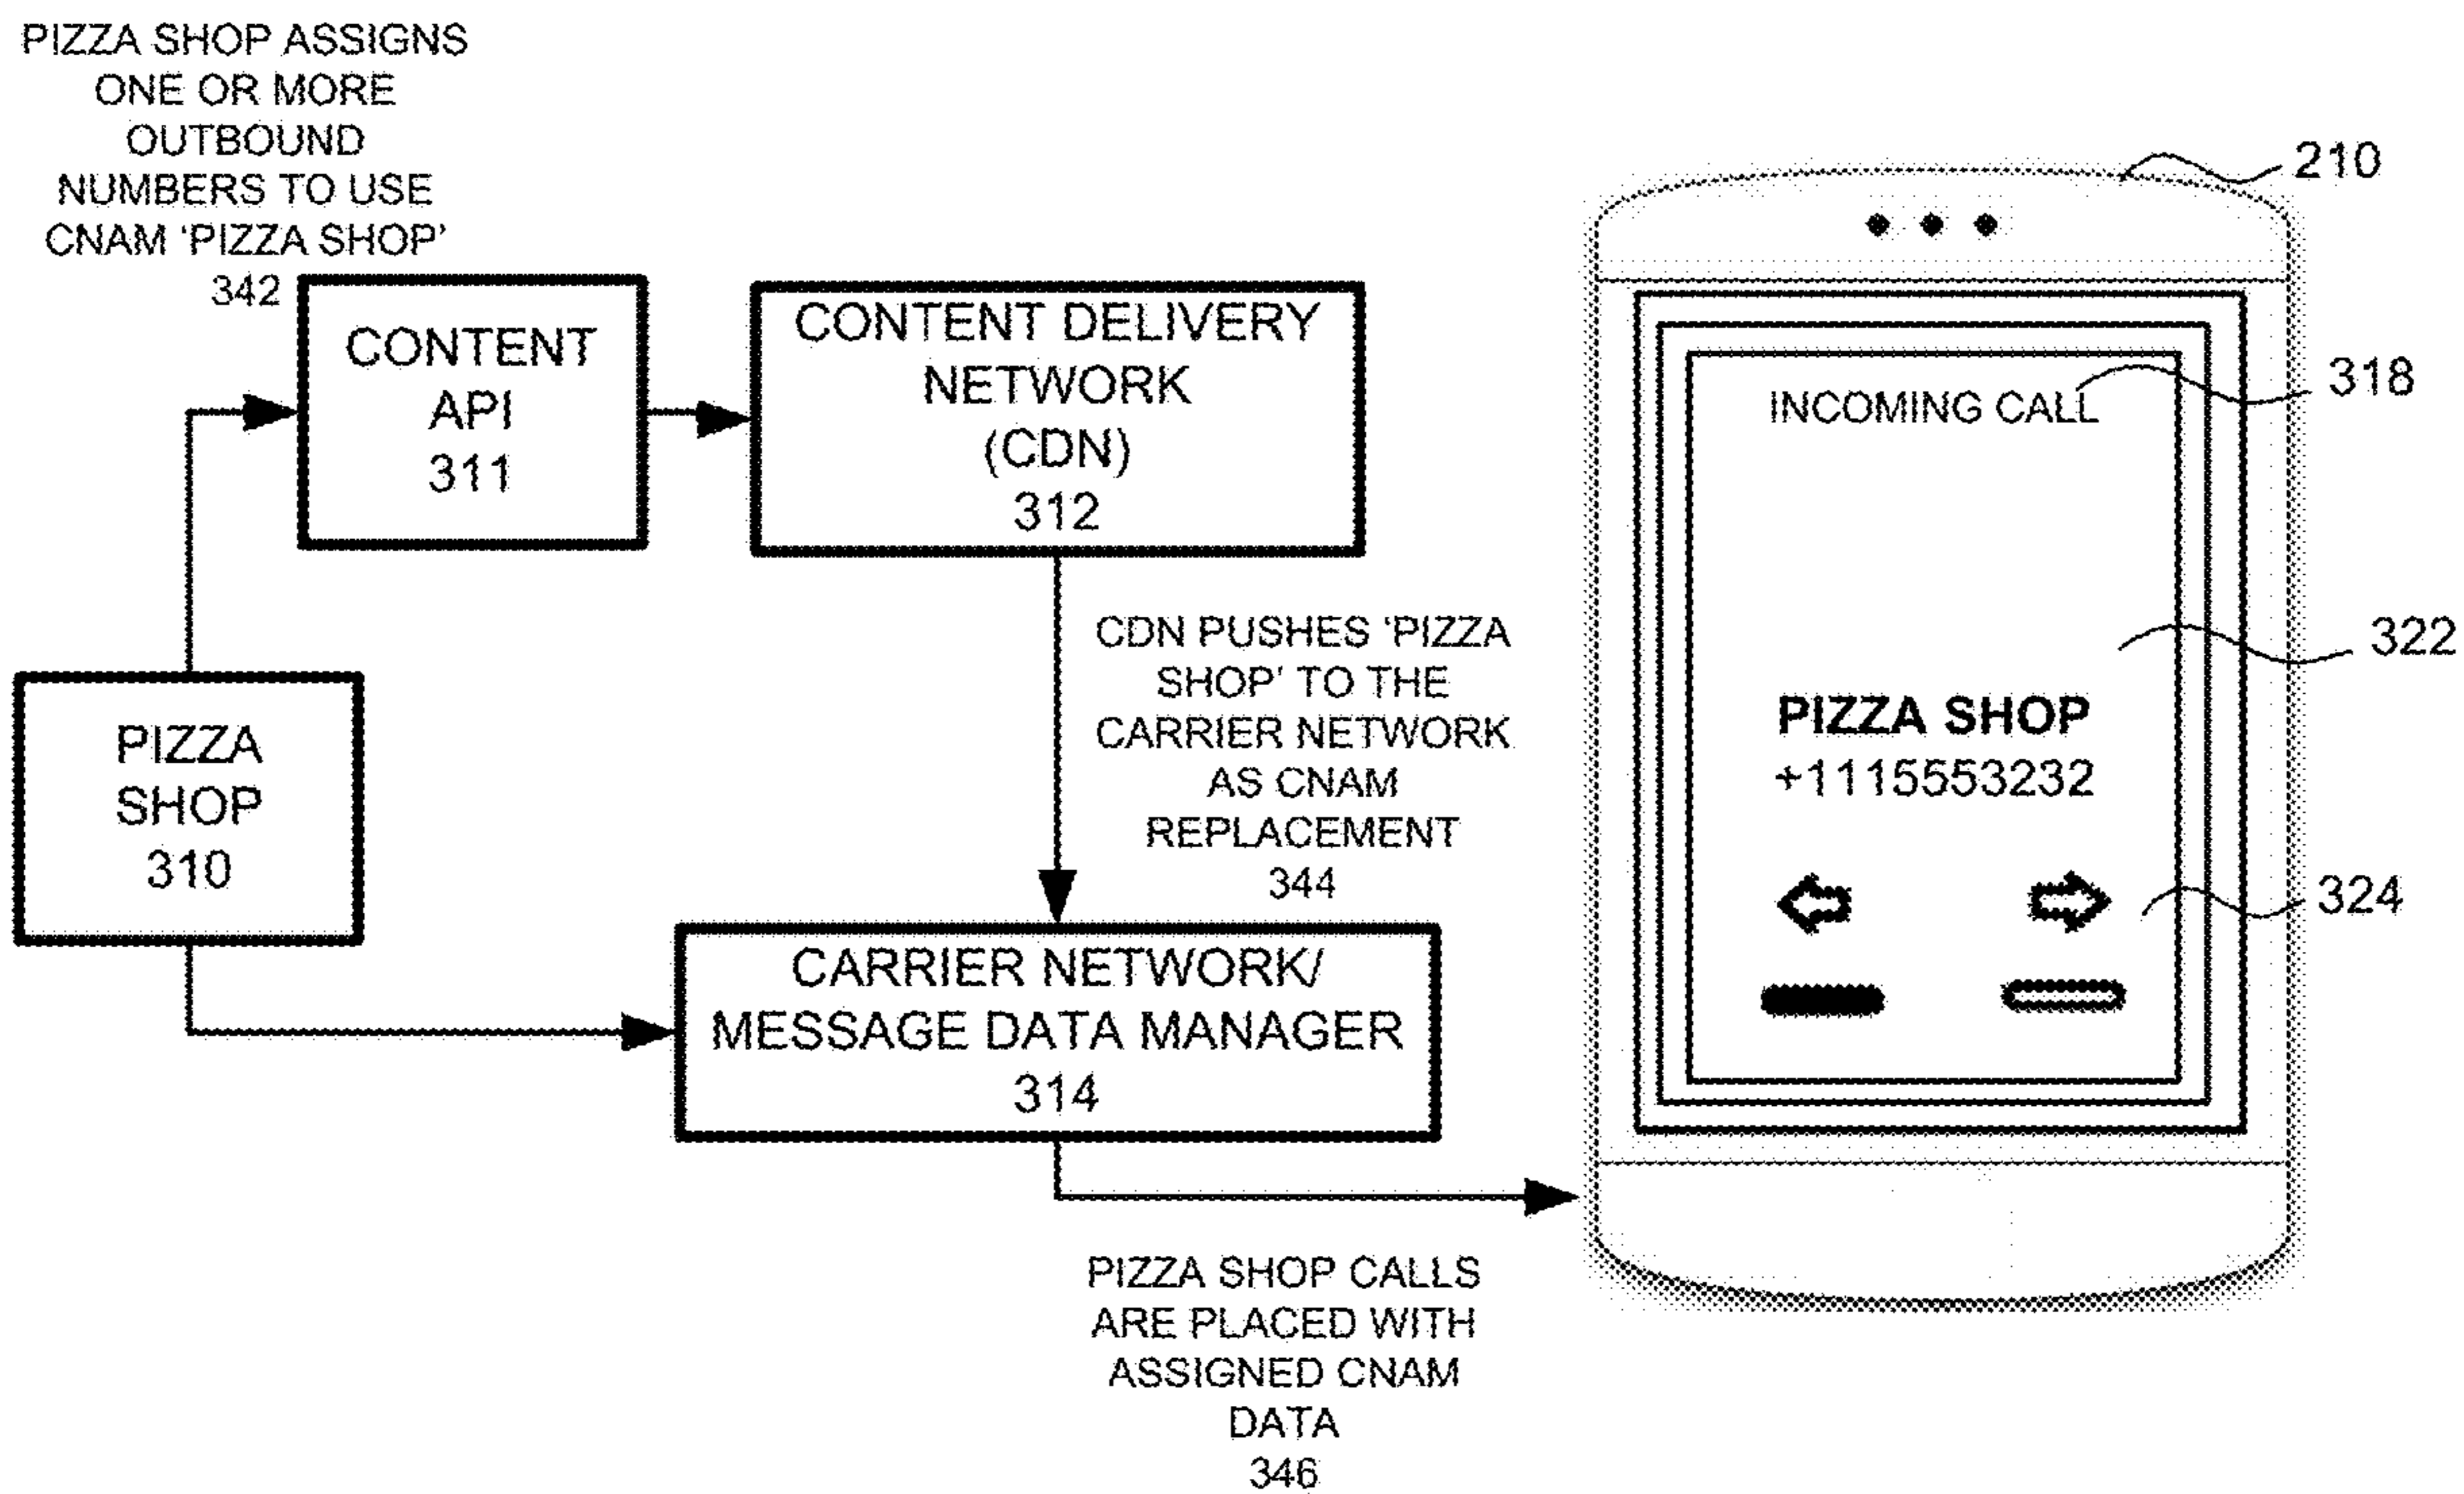 PIZZA SHOP ASSIGNS
ONE OR MORE
OUTBOUND
NUMBERS TO USE
CNAM ‘PIZZA SHOP’
342
CONTENT
API
311
CONTENT DELIVERY
NETWORK
(CDN)
312
PIZZA
SHOP
310
CDN PUSHES ‘PIZZA
SHOP’ TO THE
CARRIER NETWORK
AS CNAM
REPLACEMENT
344
CARRIER NETWORK/
MESSAGE DATA MANAGER
314
PIZZA SHOP CALLS
ARE PLACED WITH
ASSIGNED CNAM
DATA
346
210
INCOMING CALL
318
322
PIZZA SHOP
+1115553232
324